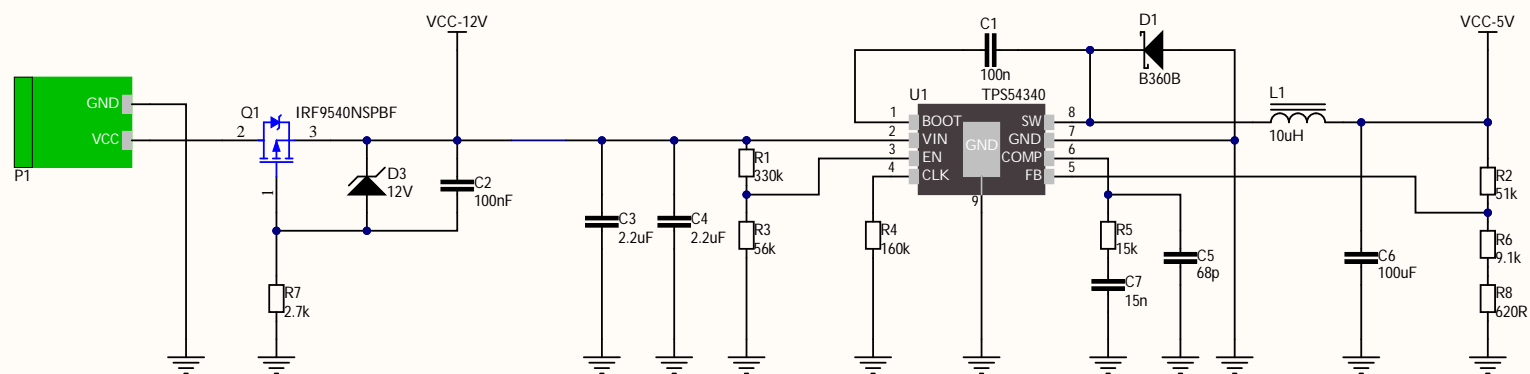 VCC-12V
C1
100n
D1
B360B
VCC-5V
GND
VCC
P1
Q1
IRF9540NSPBF
2
3
1
D3
12V
C2
100nF
R7
2.7k
C3
2.2uF
C4
2.2uF
R1
330k
R3
56k
U1
TPS54340
1
BOOT
2
VIN
3
EN
4
CLK
GND
9
SW
8
GND
7
COMP
6
FB
5
R4
160k
R5
15k
C7
15n
C5
68p
L1
10uH
C6
100uF
R2
51k
R6
9.1k
R8
620R